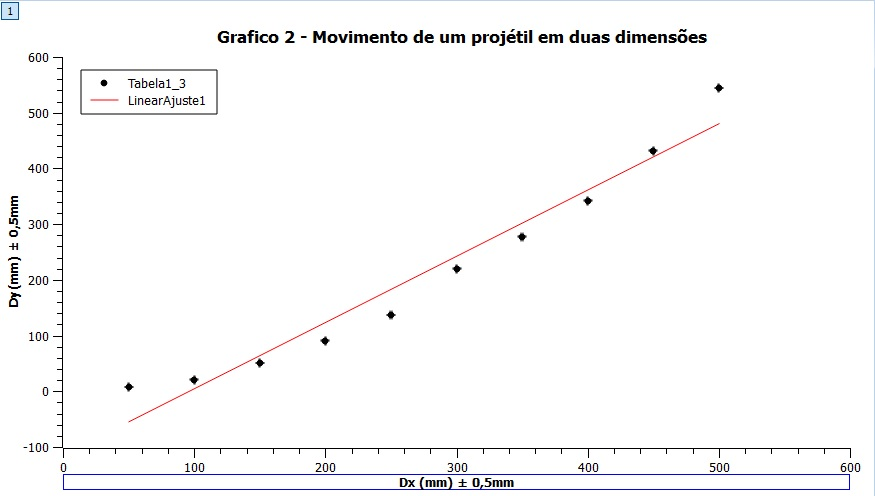 1
Grafico 2 - Movimento de um projétil em duas dimensões
600
Tabela1_3
LinearAjuste1
500
400
300
200
100
0
-100
Dy (mm) ± 0,5mm
0 100 200 300 400 500 600
Dx (mm) ± 0,5mm